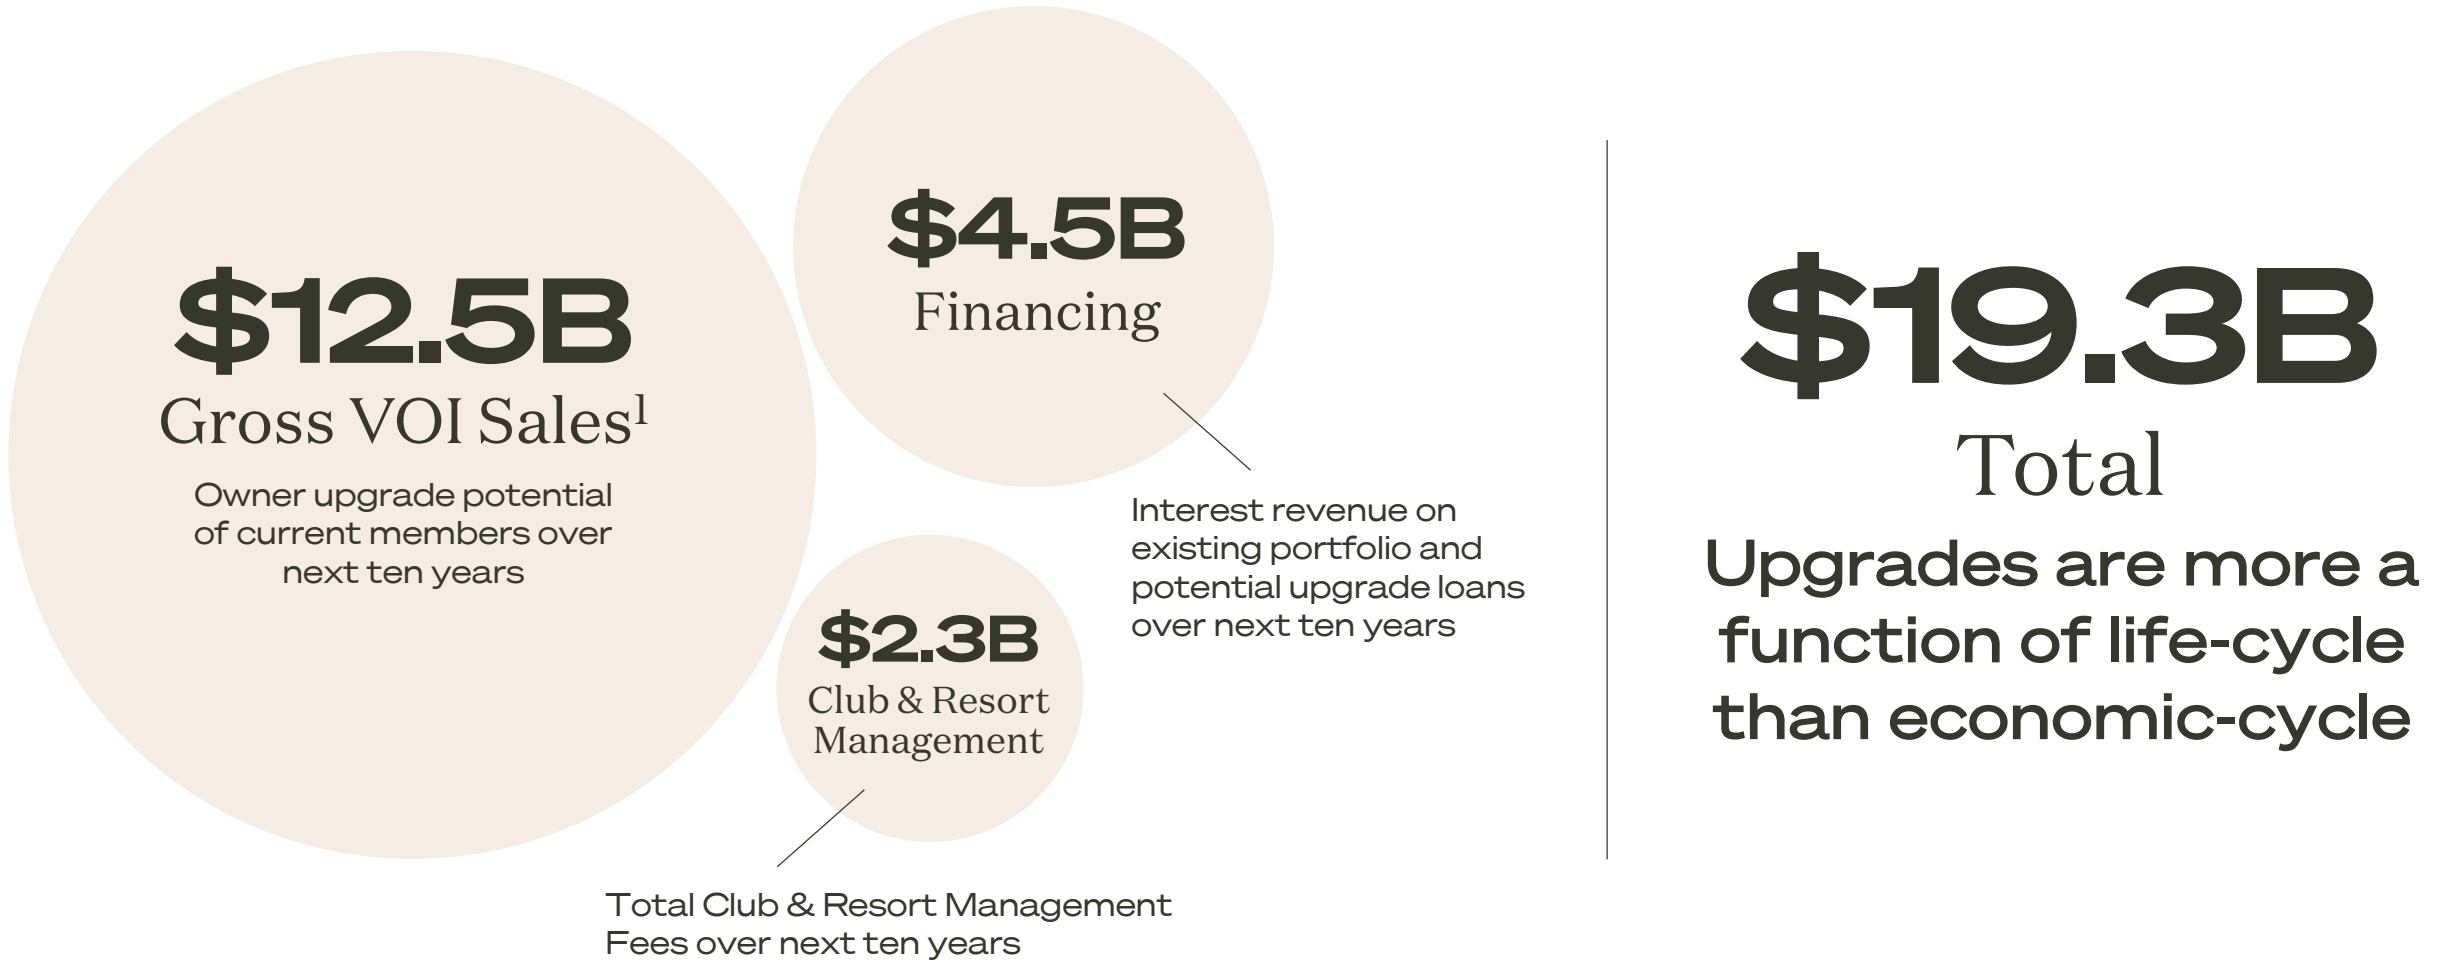 $12.5B
Gross VOI Sales¹
Owner upgrade potential
of current members over
next ten years
$4.5B
Financing
Interest revenue on
existing portfolio and
potential upgrade loans
over next ten years
$2.3B
Club & Resort
Management
Total Club & Resort Management
Fees over next ten years
$19.3B
Total
Upgrades are more a
function of life-cycle
than economic-cycle